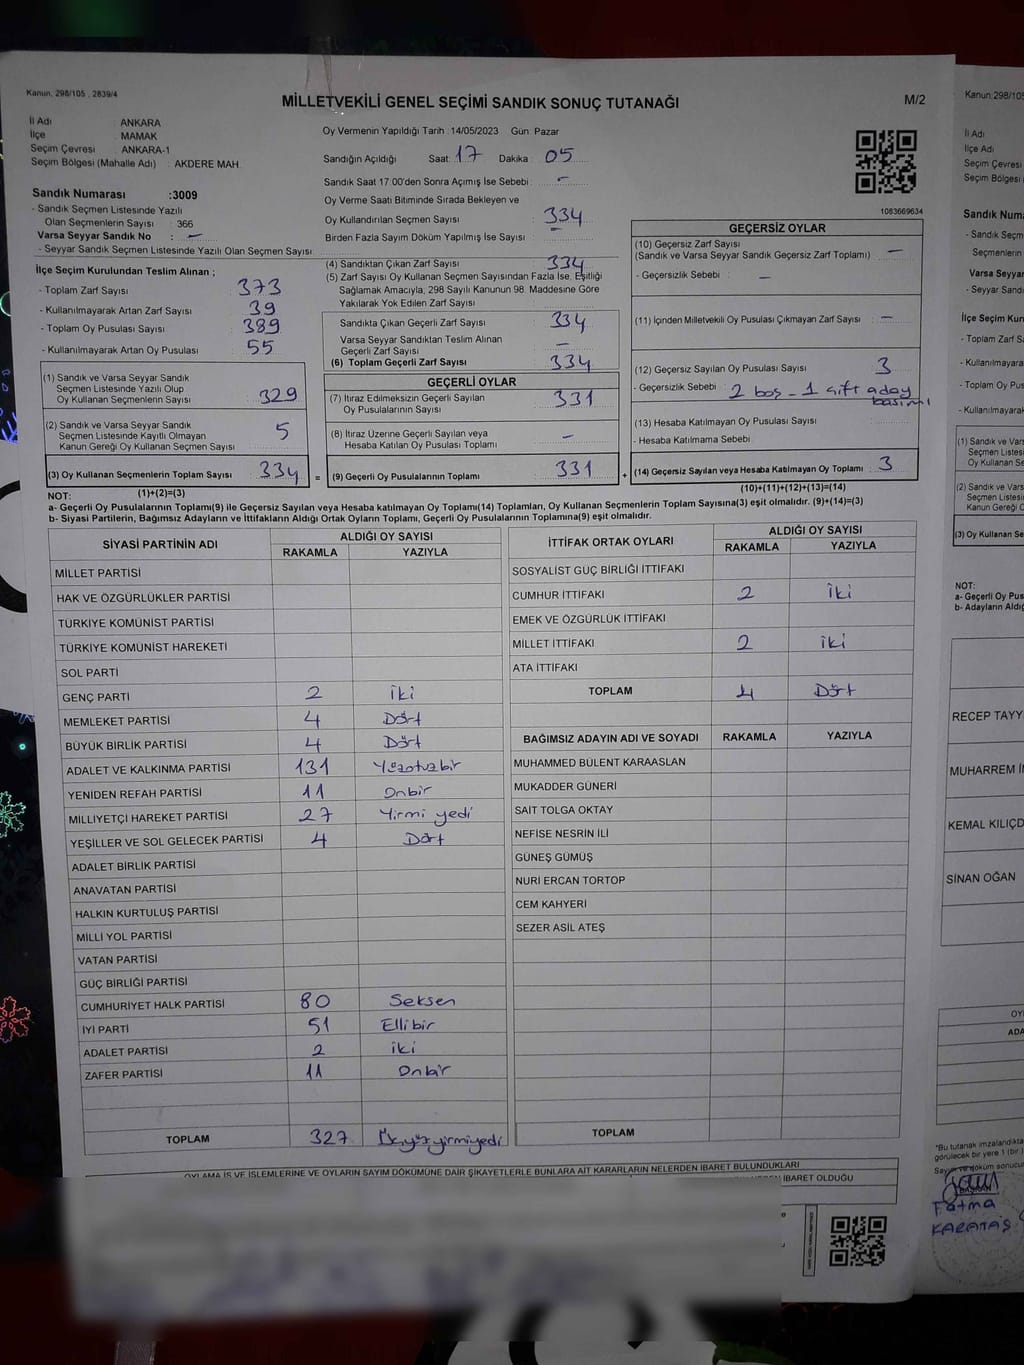 Kanun, 298/105 , 2839/4
MİLLETVEKİLİ GENEL SEÇİMİ SANDIK SONUÇ TUTANAĞI
M/2
İl Adı : ANKARA
İlçe : MAMAK
Seçim Çevresi : ANKARA-1
Seçim Bölgesi (Mahalle Adı) : AKDERE MAH.
Sandık Numarası :3009
- Sandık Seçmen Listesinde Yazılı
Olan Seçmenlerin Sayısı : 366
Varsa Seyyar Sandık No : -
- Seyyar Sandık Seçmen Listesinde Yazılı Olan Seçmen Sayısı
Oy Vermenin Yapıldığı Tarih :14/05/2023 Gün: Pazar
Sandığın Açıldığı Saat 17 Dakika 05
Sandık Saat 17:00'den Sonra Açımış İse Sebebi : -
Oy Verme Saati Bitiminde Sırada Bekleyen ve
Oy Kullandırılan Seçmen Sayısı : 334
Birden Fazla Sayım Döküm Yapılmış İse Sayısı : -
1083669634
İlçe Seçim Kurulundan Teslim Alınan ;
- Toplam Zarf Sayısı 373
- Kullanılmayarak Artan Zarf Sayısı 39
- Toplam Oy Pusulası Sayısı 389
- Kullanılmayarak Artan Oy Pusulası 55
(1) Sandık ve Varsa Seyyar Sandık
Seçmen Listesinde Yazılı Olup
Oy Kullanan Seçmenlerin Sayısı 329
(2) Sandık ve Varsa Seyyar Sandık
Seçmen Listesinde Kayıtlı Olmayan
Kanun Gereği Oy Kullanan Seçmen Sayısı 5
(3) Oy Kullanan Seçmenlerin Toplam Sayısı 334 =
(4) Sandıktan Çıkan Zarf Sayısı 334
(5) Zarf Sayısı Oy Kullanan Seçmen Sayısından Fazla İse, Eşitliği
Sağlamak Amacıyla, 298 Sayılı Kanunun 98. Maddesine Göre
Yakılarak Yok Edilen Zarf Sayısı :
Sandıkta Çıkan Geçerli Zarf Sayısı 334
Varsa Seyyar Sandıktan Teslim Alınan
Geçerli Zarf Sayısı -
(6) Toplam Geçerli Zarf Sayısı 334
GEÇERLİ OYLAR
(7) İtiraz Edilmeksizin Geçerli Sayılan
Oy Pusulalarının Sayısı 331
(8) İtiraz Üzerine Geçerli Sayılan veya
Hesaba Katılan Oy Pusulası Toplamı -
(9) Geçerli Oy Pusulalarının Toplamı 331 +
GEÇERSİZ OYLAR
(10) Geçersiz Zarf Sayısı
(Sandık ve Varsa Seyyar Sandık Geçersiz Zarf Toplamı) -
- Geçersizlik Sebebi : -
(11) İçinden Milletvekili Oy Pusulası Çıkmayan Zarf Sayısı : -
(12) Geçersiz Sayılan Oy Pusulası Sayısı 3
- Geçersizlik Sebebi : 2 boş - 1 çift aday
basımı
(13) Hesaba Katılmayan Oy Pusulası Sayısı
- Hesaba Katılmama Sebebi
(14) Geçersiz Sayılan veya Hesaba Katılmayan Oy Toplamı 3
(10)+(11)+(12)+(13)=(14)
NOT: (1)+(2)=(3)
a- Geçerli Oy Pusulalarının Toplamı(9) ile Geçersiz Sayılan veya Hesaba katılmayan Oy Toplamı(14) Toplamları, Oy Kullanan Seçmenlerin Toplam Sayısına(3) eşit olmalıdır. (9)+(14)=(3)
b- Siyasi Partilerin, Bağımsız Adayların ve İttifakların Aldığı Ortak Oyların Toplamı, Geçerli Oy Pusulalarının Toplamına(9) eşit olmalıdır.
SİYASİ PARTİNİN ADI ALDIĞI OY SAYISI
RAKAMLA YAZIYLA
MİLLET PARTİSİ
HAK VE ÖZGÜRLÜKLER PARTİSİ
TÜRKİYE KOMÜNİST PARTİSİ
TÜRKİYE KOMÜNİST HAREKETİ
SOL PARTİ
GENÇ PARTİ 2 iki
MEMLEKET PARTİSİ 4 Dört
BÜYÜK BİRLİK PARTİSİ 4 Dört
ADALET VE KALKINMA PARTİSİ 131 Yüzotuzbir
YENİDEN REFAH PARTİSİ 11 Onbir
MİLLİYETÇİ HAREKET PARTİSİ 27 Yirmi yedi
YEŞİLLER VE SOL GELECEK PARTİSİ 4 Dört
ADALET BİRLİK PARTİSİ
ANAVATAN PARTİSİ
HALKIN KURTULUŞ PARTİSİ
MİLLİ YOL PARTİSİ
VATAN PARTİSİ
GÜÇ BİRLİĞİ PARTİSİ
CUMHURİYET HALK PARTİSİ 80 Seksen
İYİ PARTİ 51 Ellibir
ADALET PARTİSİ 2 iki
ZAFER PARTİSİ 11 Onbir
TOPLAM 327 Üçyüzyirmiyedi
İTTİFAK ORTAK OYLARI ALDIĞI OY SAYISI
RAKAMLA YAZIYLA
SOSYALİST GÜÇ BİRLİĞİ İTTİFAKI
CUMHUR İTTİFAKI 2 iki
EMEK VE ÖZGÜRLÜK İTTİFAKI
MİLLET İTTİFAKI 2 iki
ATA İTTİFAKI
TOPLAM 4 Dört
BAĞIMSIZ ADAYIN ADI VE SOYADI RAKAMLA YAZIYLA
MUHAMMED BÜLENT KARAASLAN
MUKADDER GÜNERİ
SAİT TOLGA OKTAY
NEFİSE NESRİN İLİ
GÜNEŞ GÜMÜŞ
NURİ ERCAN TORTOP
CEM KAHYERİ
SEZER ASİL ATEŞ
TOPLAM
OYLAMA İŞ VE İŞLEMLERİNE VE OYLARIN SAYIM DÖKÜMÜNE DAİR ŞİKAYETLERLE BUNLARA AİT KARARLARIN NELERDEN İBARET BULUNDUKLARI
İBARET OLDUĞU
Kanun:298/105
İl Adı
İlçe Adı
Seçim Çevresi
Seçim Bölgesi
Sandık Num
- Sandık Seçm
Seçmenlerin
Varsa Seyyar
- Seyyar Sandı
İlçe Seçim Ku
- Toplam Zarf
- Kullanılmayar
- Toplam Oy Pu
- Kullanılmayarak
(1) Sandık ve Vars
Seçmen Listesi
Oy Kullanan Se
(2) Sandık ve Vars
Seçmen Listesi
Kanun Gereği O
(3) Oy Kullanan Se
NOT:
a- Geçerli Oy Pus
b- Adayların Aldığ
RECEP TAYY
MUHARREM İN
KEMAL KILIÇD
SİNAN OĞAN
OY
ADA
*Bu tutanak imzalandıkta
görülecek bir yere 1 (bir )
Fatma
KARATAŞ